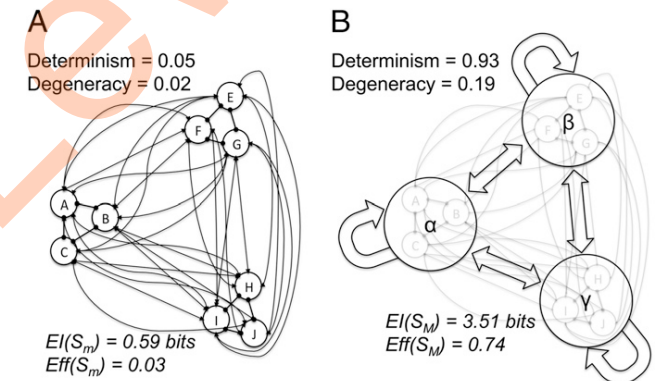 A
Determinism = 0.05
Degeneracy = 0.02
E
F
G
A
B
C
H
I
J
EI(Sm) = 0.59 bits
Eff(Sm) = 0.03
B
Determinism = 0.93
Degeneracy = 0.19
E
F
β
G
A
α
B
C
H
γ
I
J
EI(SM) = 3.51 bits
Eff(SM) = 0.74